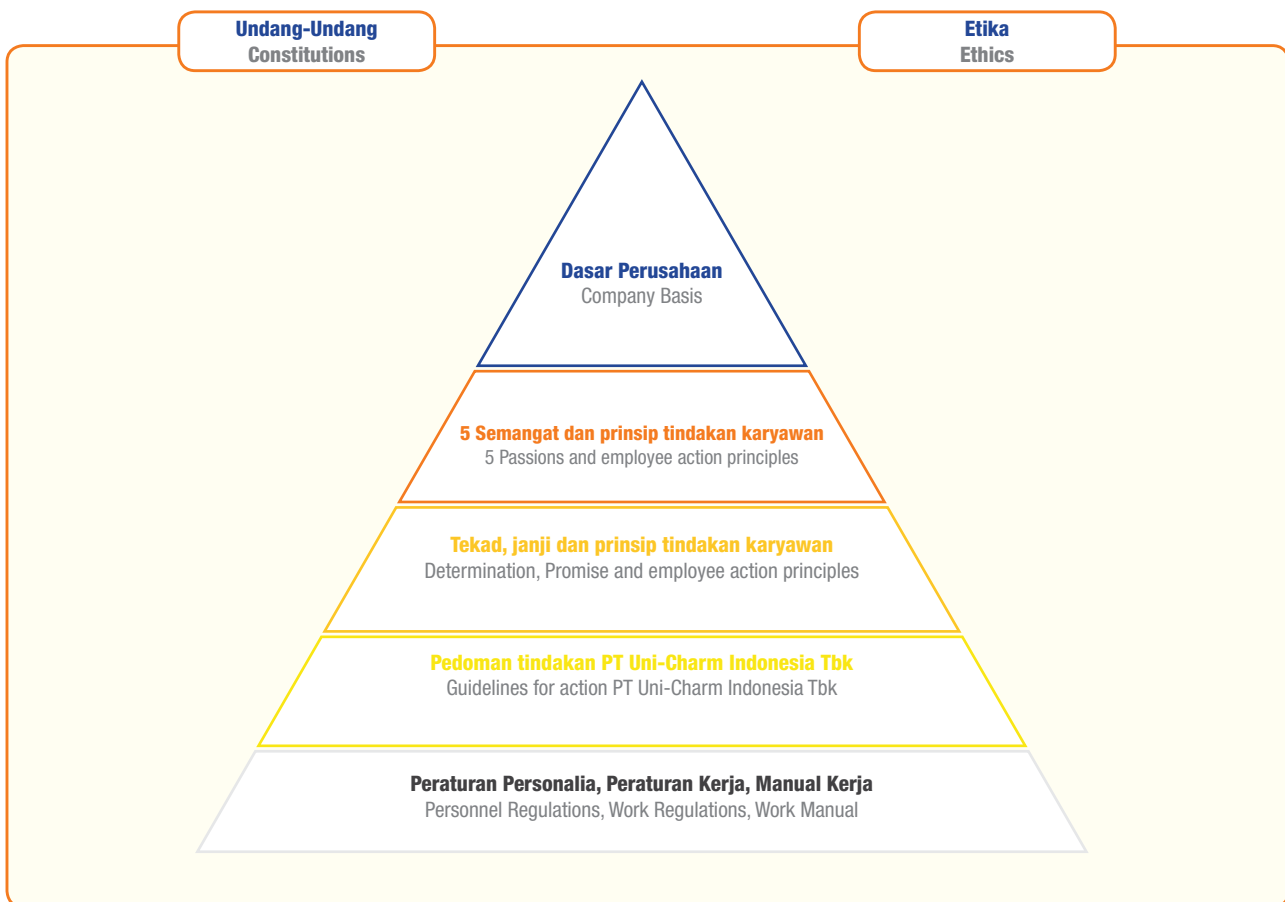 Undang-Undang
Constitutions
Etika
Ethics
Dasar Perusahaan
Company Basis
5 Semangat dan prinsip tindakan karyawan
5 Passions and employee action principles
Tekad, janji dan prinsip tindakan karyawan
Determination, Promise and employee action principles
Pedoman tindakan PT Uni-Charm Indonesia Tbk
Guidelines for action PT Uni-Charm Indonesia Tbk
Peraturan Personalia, Peraturan Kerja, Manual Kerja
Personnel Regulations, Work Regulations, Work Manual